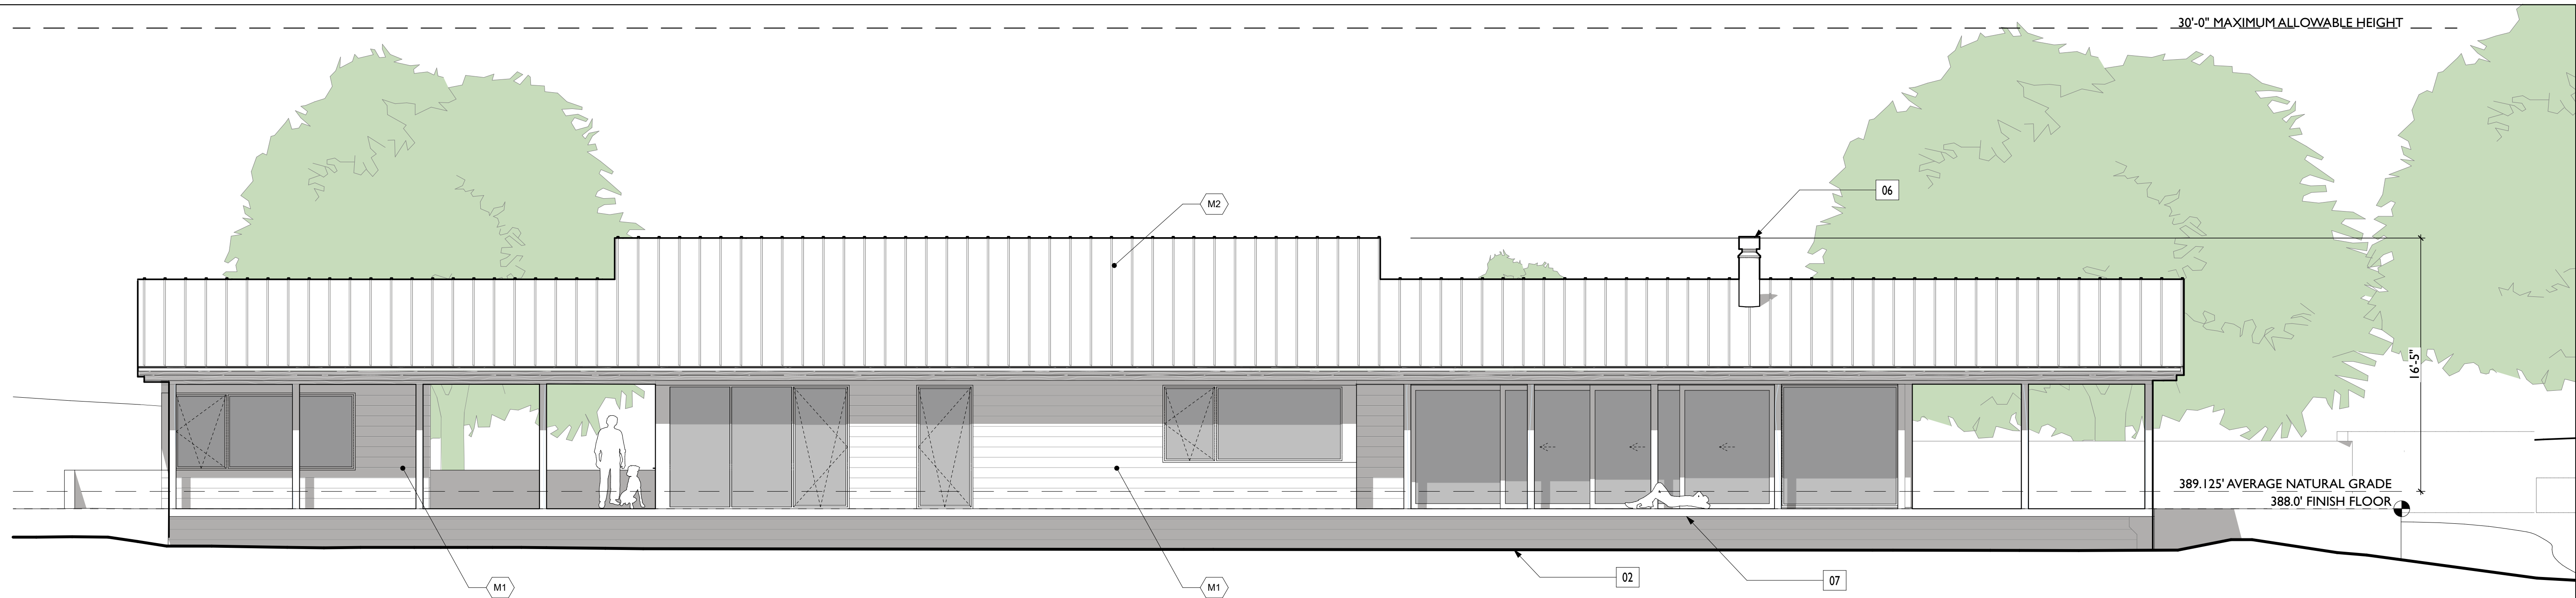 30'-0" MAXIMUM ALLOWABLE HEIGHT
06
M2
16'-5"
389.125' AVERAGE NATURAL GRADE
388.0' FINISH FLOOR
M1
M1
02
07